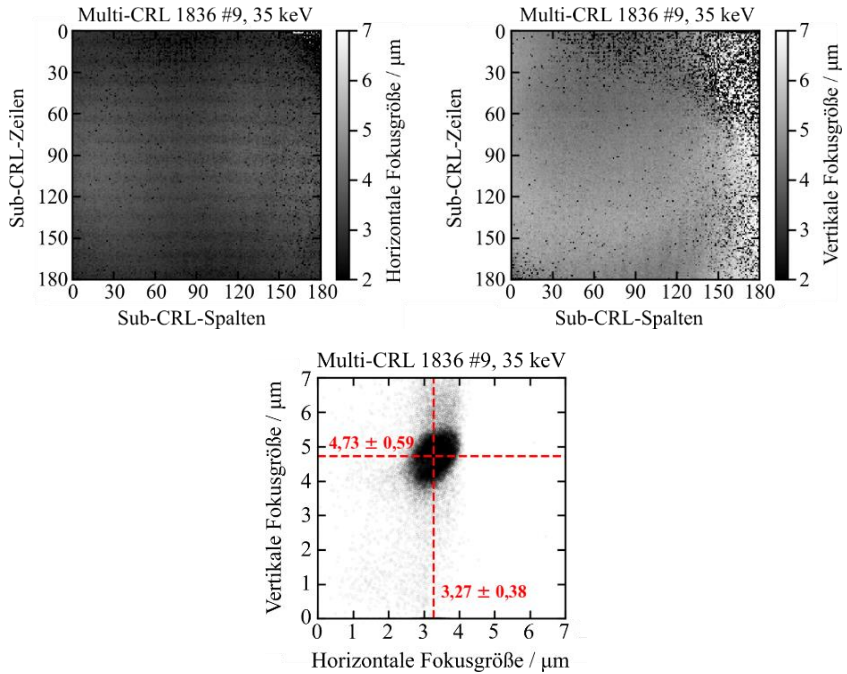 Multi-CRL 1836 #9, 35 keV
0
30
60
90
120
150
180
Sub-CRL-Zeilen
0 30 60 90 120 150 180
Sub-CRL-Spalten
7
6
5
4
3
2
Horizontale Fokusgröße / µm
Multi-CRL 1836 #9, 35 keV
0
30
60
90
120
150
180
Sub-CRL-Zeilen
0 30 60 90 120 150 180
Sub-CRL-Spalten
7
6
5
4
3
2
Vertikale Fokusgröße / µm
Multi-CRL 1836 #9, 35 keV
7
6
5
4
3
2
1
0
Vertikale Fokusgröße / µm
4,73 ± 0,59
3,27 ± 0,38
0 1 2 3 4 5 6 7
Horizontale Fokusgröße / µm